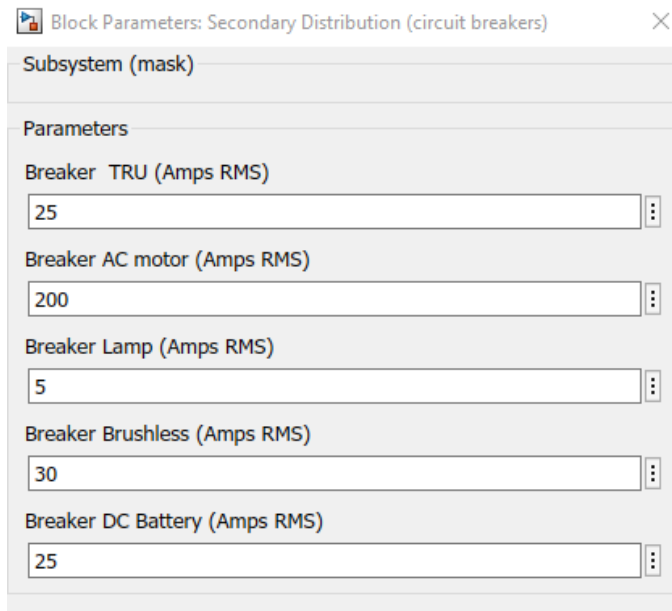 Block Parameters: Secondary Distribution (circuit breakers)
Subsystem (mask)
Parameters
Breaker  TRU (Amps RMS)
25
Breaker AC motor (Amps RMS)
200
Breaker Lamp (Amps RMS)
5
Breaker Brushless (Amps RMS)
30
Breaker DC Battery (Amps RMS)
25